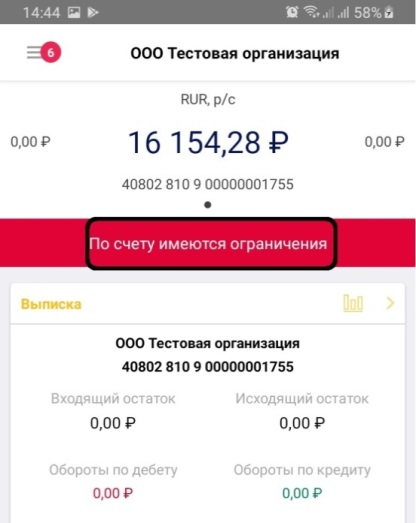 14:44 58%
6 ООО Тестовая организация
RUR, р/с
0,00 ₽ 16 154,28 ₽ 0,00 ₽
40802 810 9 00000001755
По счету имеются ограничения
Выписка
ООО Тестовая организация
40802 810 9 00000001755
Входящий остаток Исходящий остаток
0,00 ₽ 0,00 ₽
Обороты по дебету Обороты по кредиту
0,00 ₽ 0,00 ₽